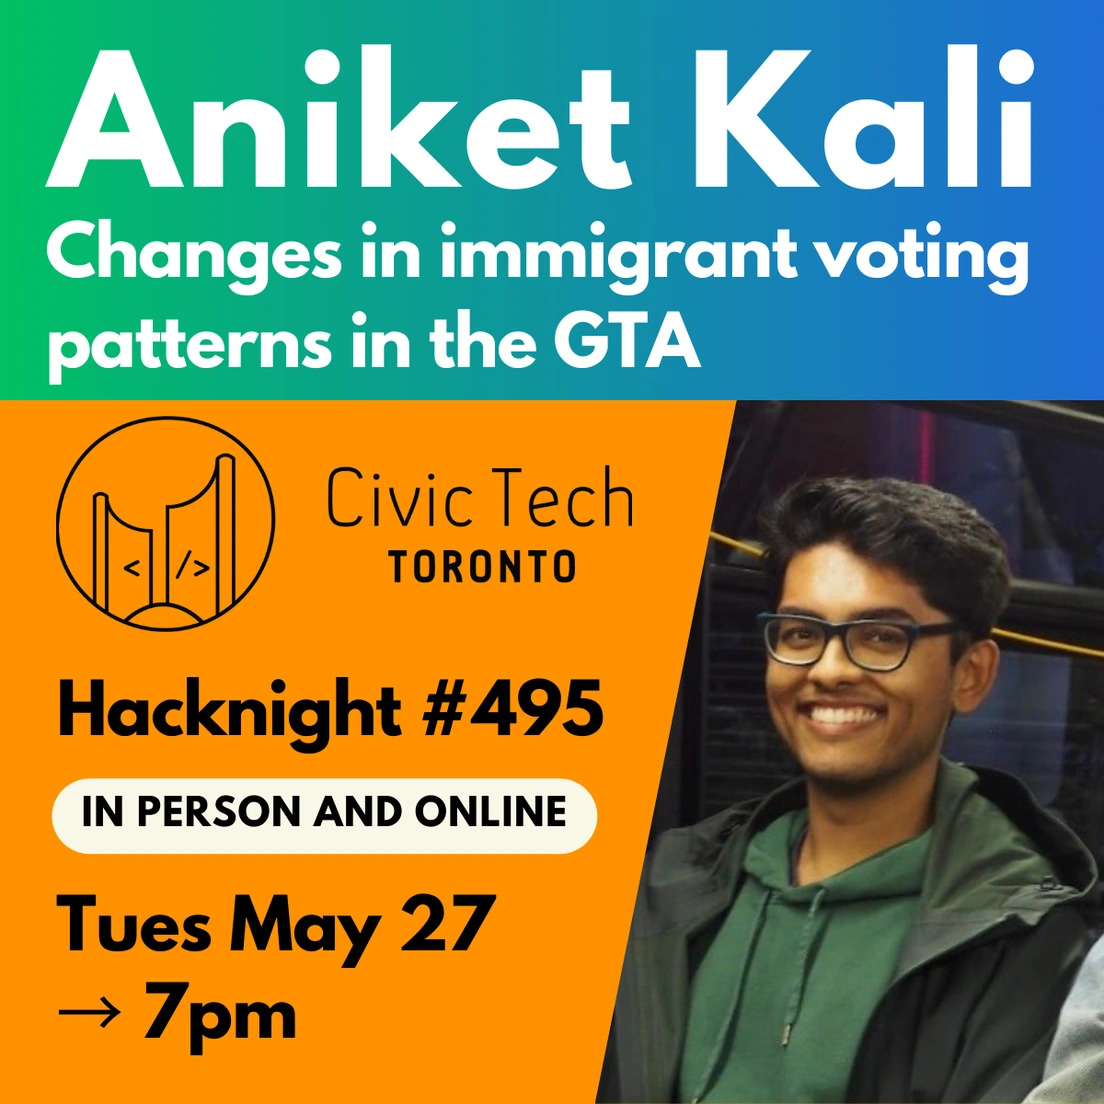 Aniket Kali
Changes in immigrant voting
patterns in the GTA
< />
Civic Tech
TORONTO
Hacknight #495
IN PERSON AND ONLINE
Tues May 27
→ 7pm